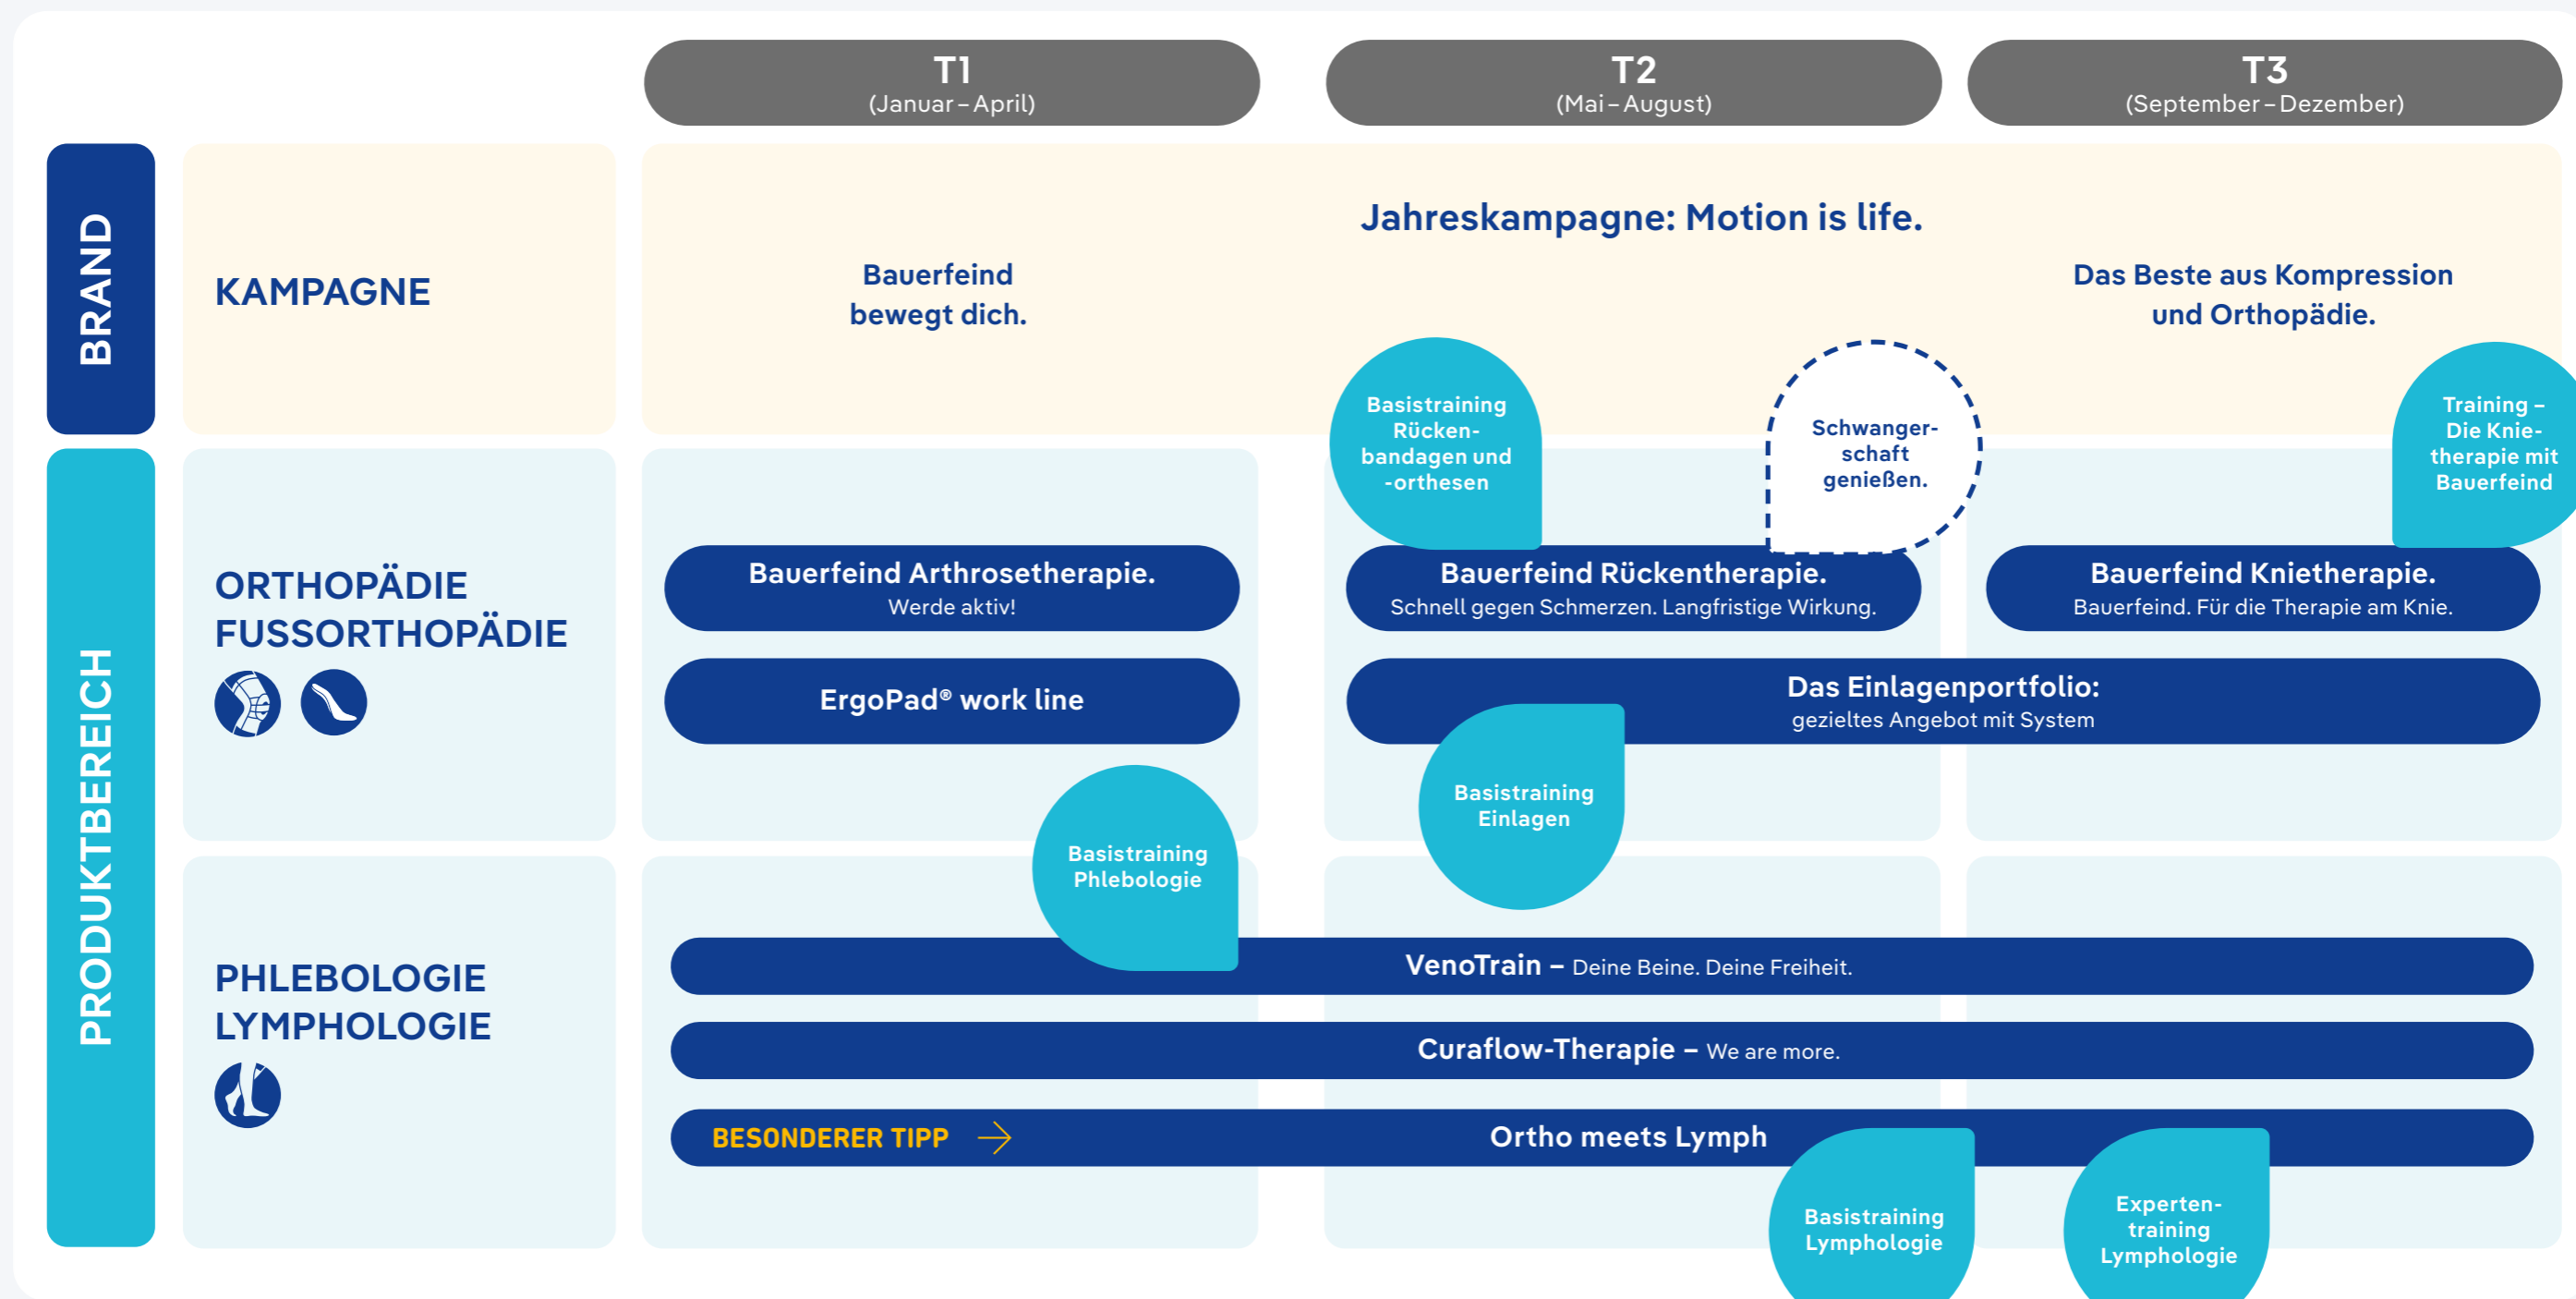 T1
(Januar – April)
T2
(Mai – August)
T3
(September – Dezember)
BRAND
KAMPAGNE
Jahreskampagne: Motion is life.
Bauerfeind
bewegt dich.
Das Beste aus Kompression
und Orthopädie.
Basistraining
Rücken-
bandagen und
-orthesen
Schwanger-
schaft
genießen.
Training –
Die Knie-
therapie mit
Bauerfeind
PRODUKTBEREICH
ORTHOPÄDIE
FUSSORTHOPÄDIE
Bauerfeind Arthrosetherapie.
Werde aktiv!
Bauerfeind Rückentherapie.
Schnell gegen Schmerzen. Langfristige Wirkung.
Bauerfeind Knietherapie.
Bauerfeind. Für die Therapie am Knie.
ErgoPad® work line
Das Einlagenportfolio:
gezieltes Angebot mit System
Basistraining
Einlagen
Basistraining
Phlebologie
PHLEBOLOGIE
LYMPHOLOGIE
VenoTrain – Deine Beine. Deine Freiheit.
Curaflow-Therapie – We are more.
BESONDERER TIPP → Ortho meets Lymph
Basistraining
Lymphologie
Experten-
training
Lymphologie